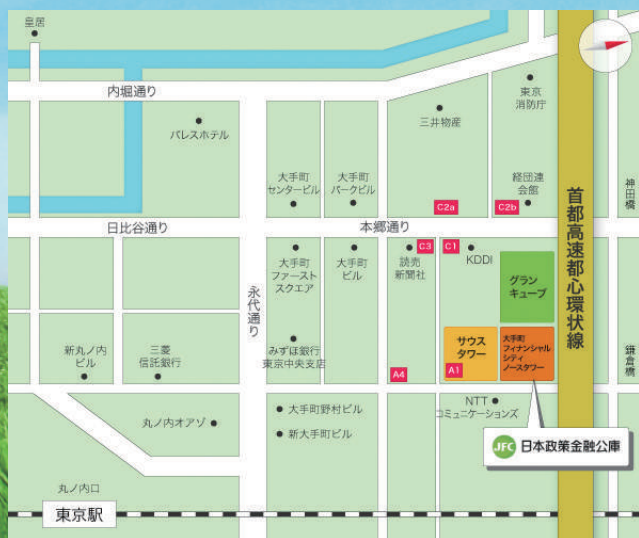 皇居
内堀通り
パレスホテル
東京
消防庁
三井物産
大手町
センタービル
大手町
パークビル
経団連
会館
神田橋
C2a
C2b
日比谷通り
本郷通り
首都高速都心環状線
C3
C1
KDDI
大手町
ファースト
スクエア
大手町
ビル
読売
新聞社
グラン
キューブ
永代通り
新丸ノ内
ビル
三菱
信託銀行
みずほ銀行
東京中央支店
サウス
タワー
大手町
フィナンシャル
シティ
ノースタワー
鎌倉橋
A4
A1
丸ノ内オアゾ
大手町野村ビル
新大手町ビル
NTT
コミュニケーションズ
JFC 日本政策金融公庫
丸ノ内口
東京駅